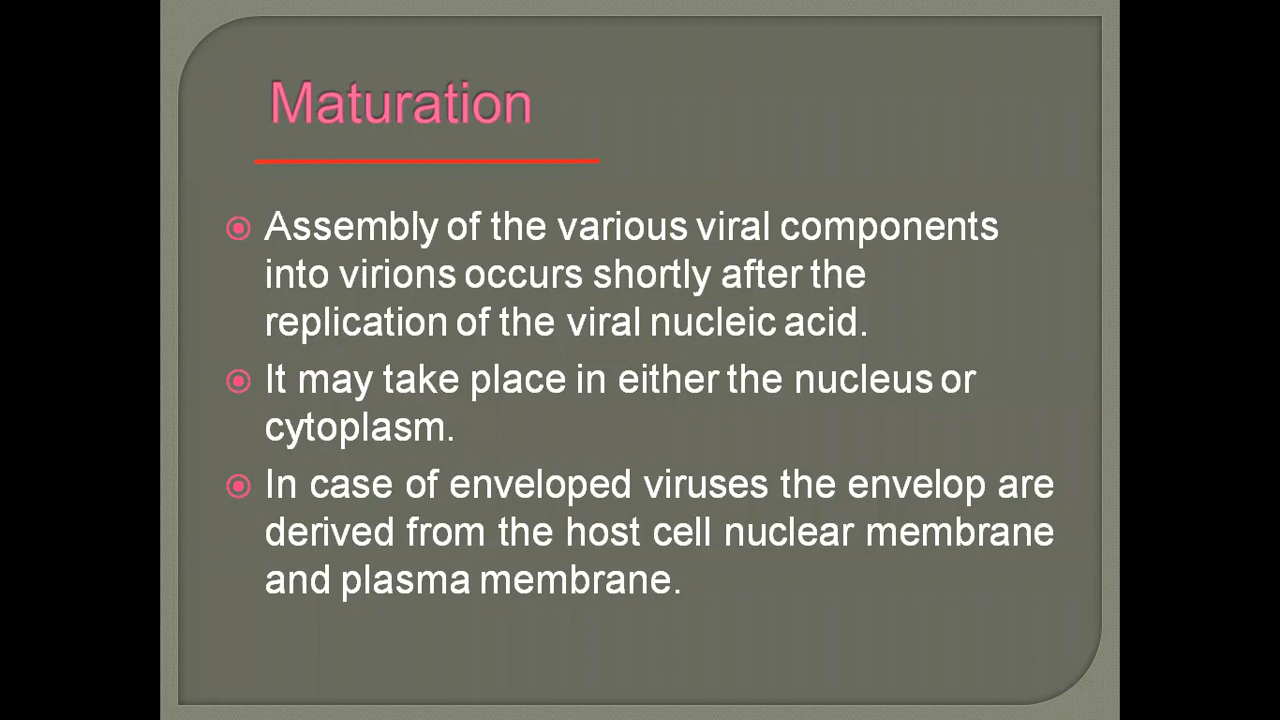 Maturation
Assembly of the various viral components
into virions occurs shortly after the
replication of the viral nucleic acid.
It may take place in either the nucleus or
cytoplasm.
In case of enveloped viruses the envelop are
derived from the host cell nuclear membrane
and plasma membrane.